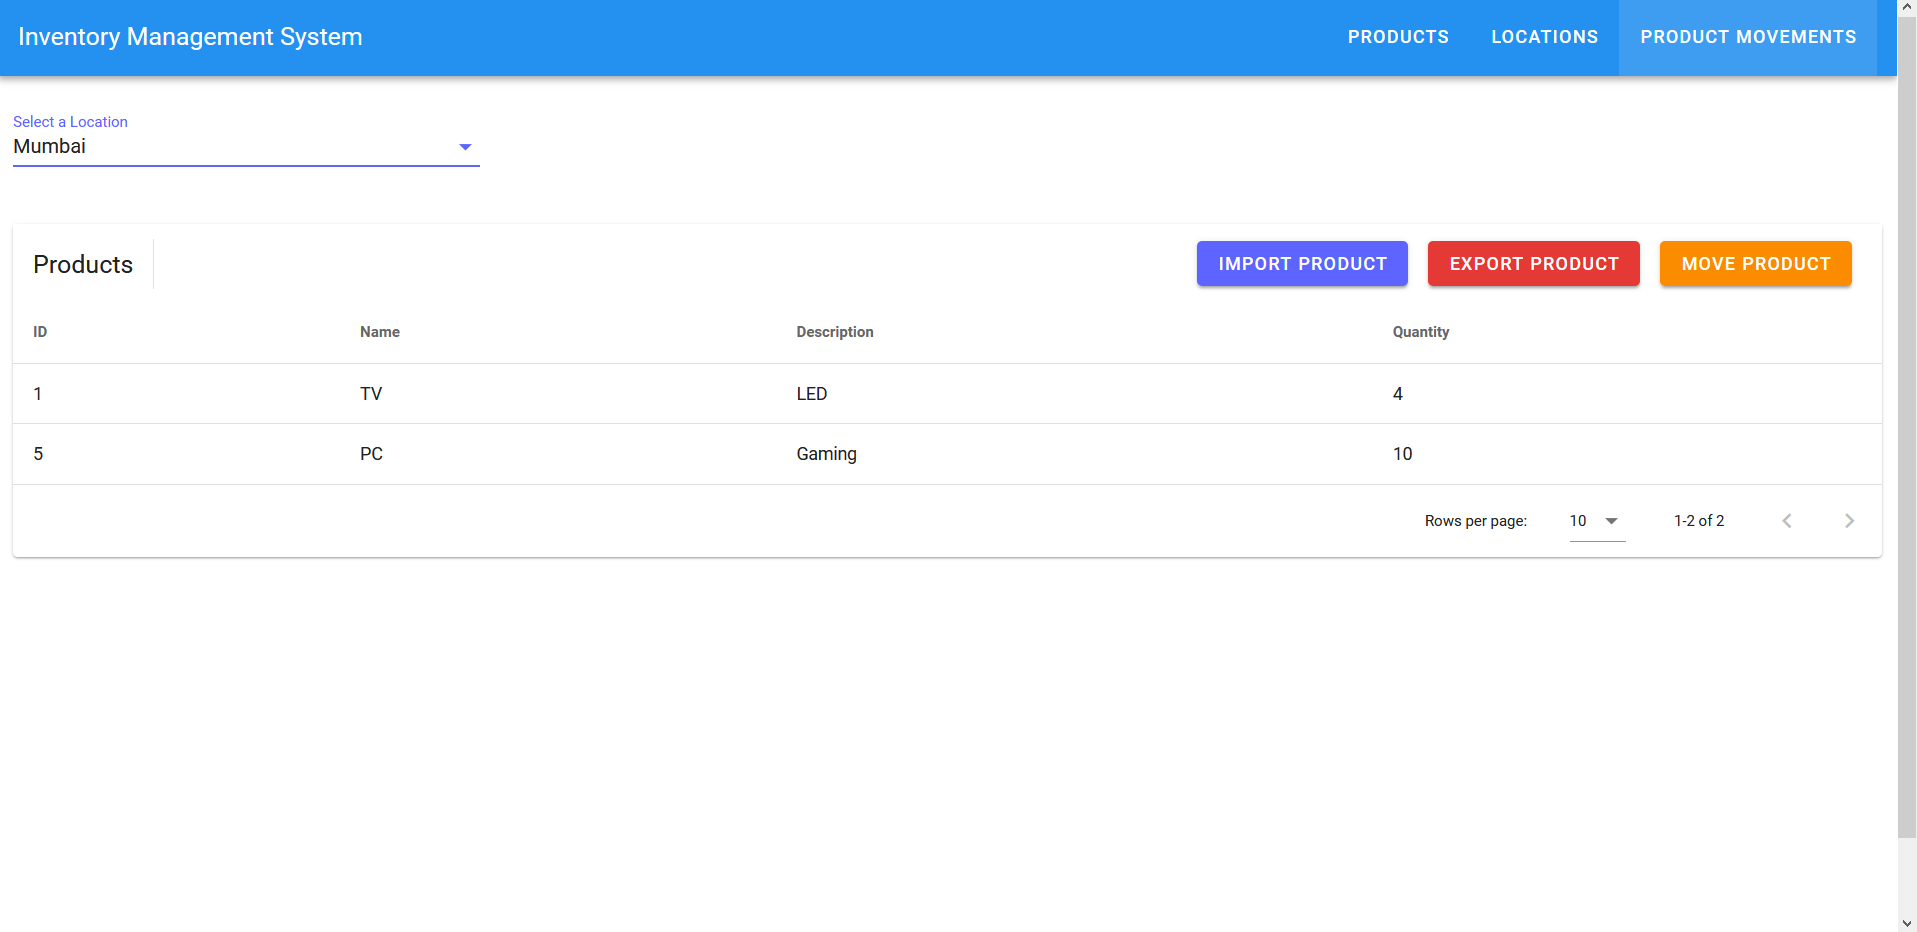 Inventory Management System PRODUCTS LOCATIONS PRODUCT MOVEMENTS
Select a Location
Mumbai
Products IMPORT PRODUCT EXPORT PRODUCT MOVE PRODUCT
ID Name Description Quantity
1 TV LED 4
5 PC Gaming 10
Rows per page: 10 1-2 of 2